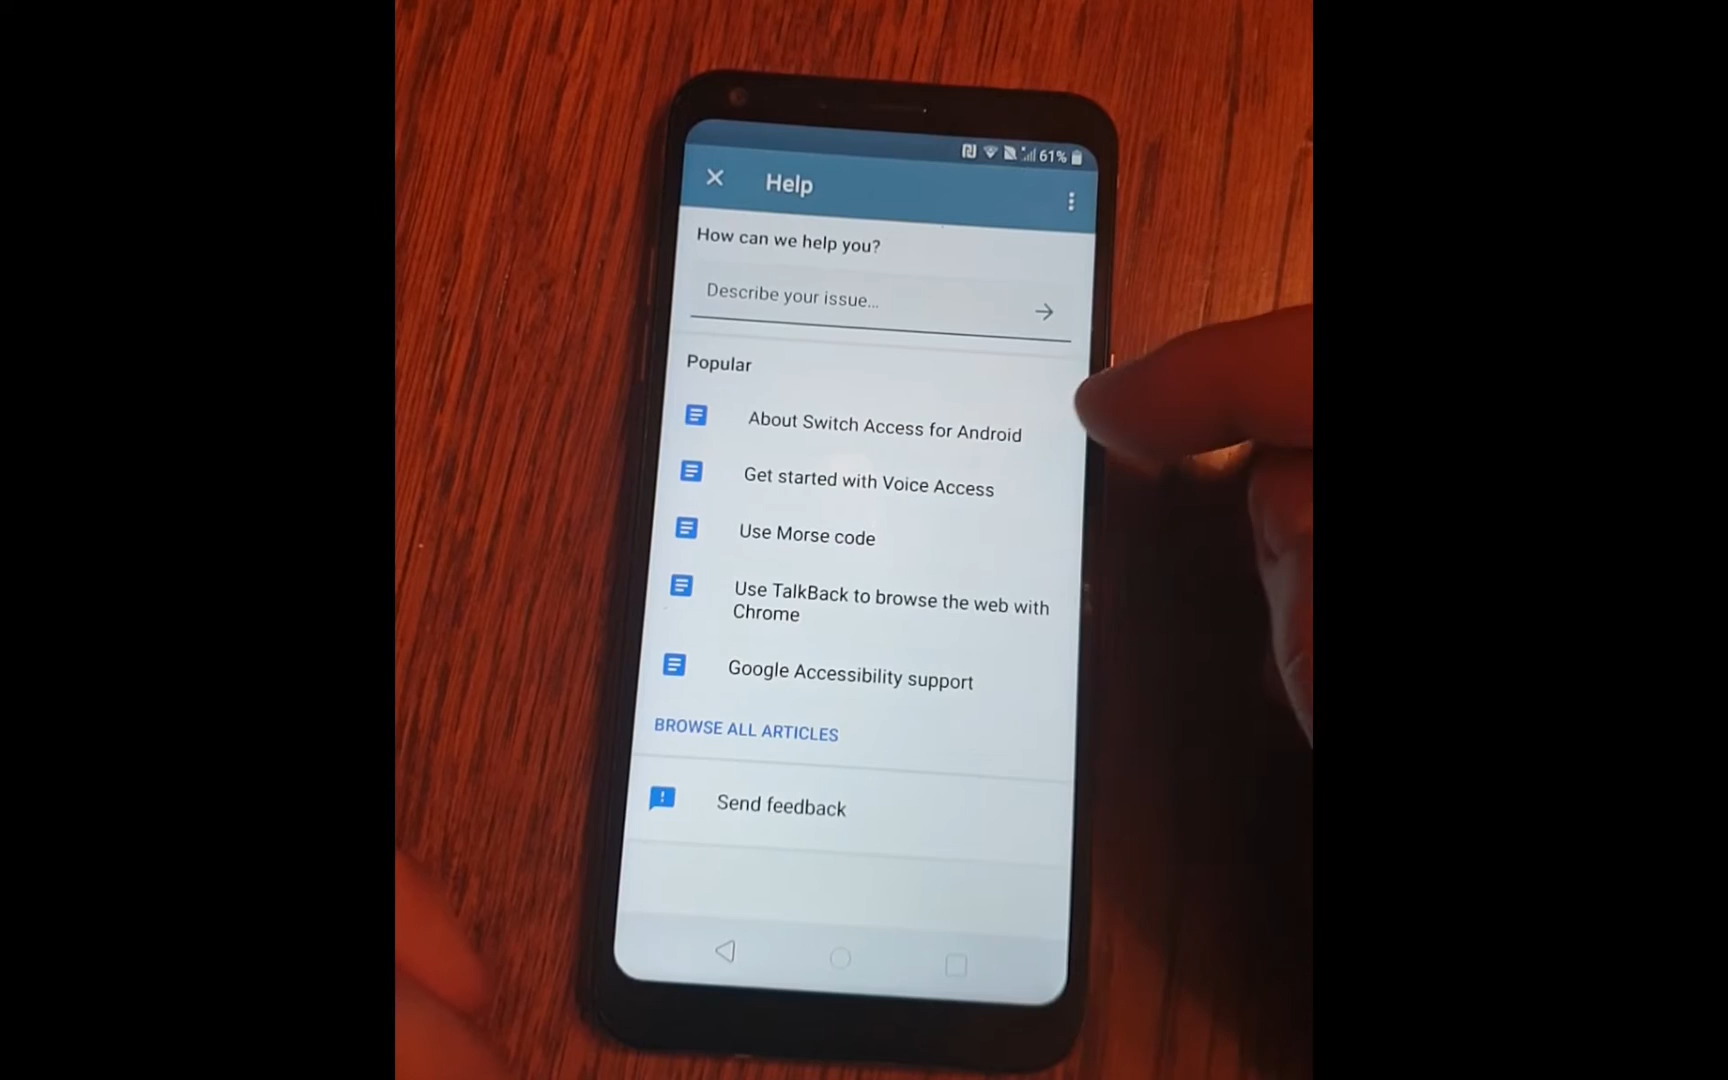 61%
Help
How can we help you?
Describe your issue...
Popular
About Switch Access for Android
Get started with Voice Access
Use Morse code
Use TalkBack to browse the web with
Chrome
Google Accessibility support
BROWSE ALL ARTICLES
Send feedback